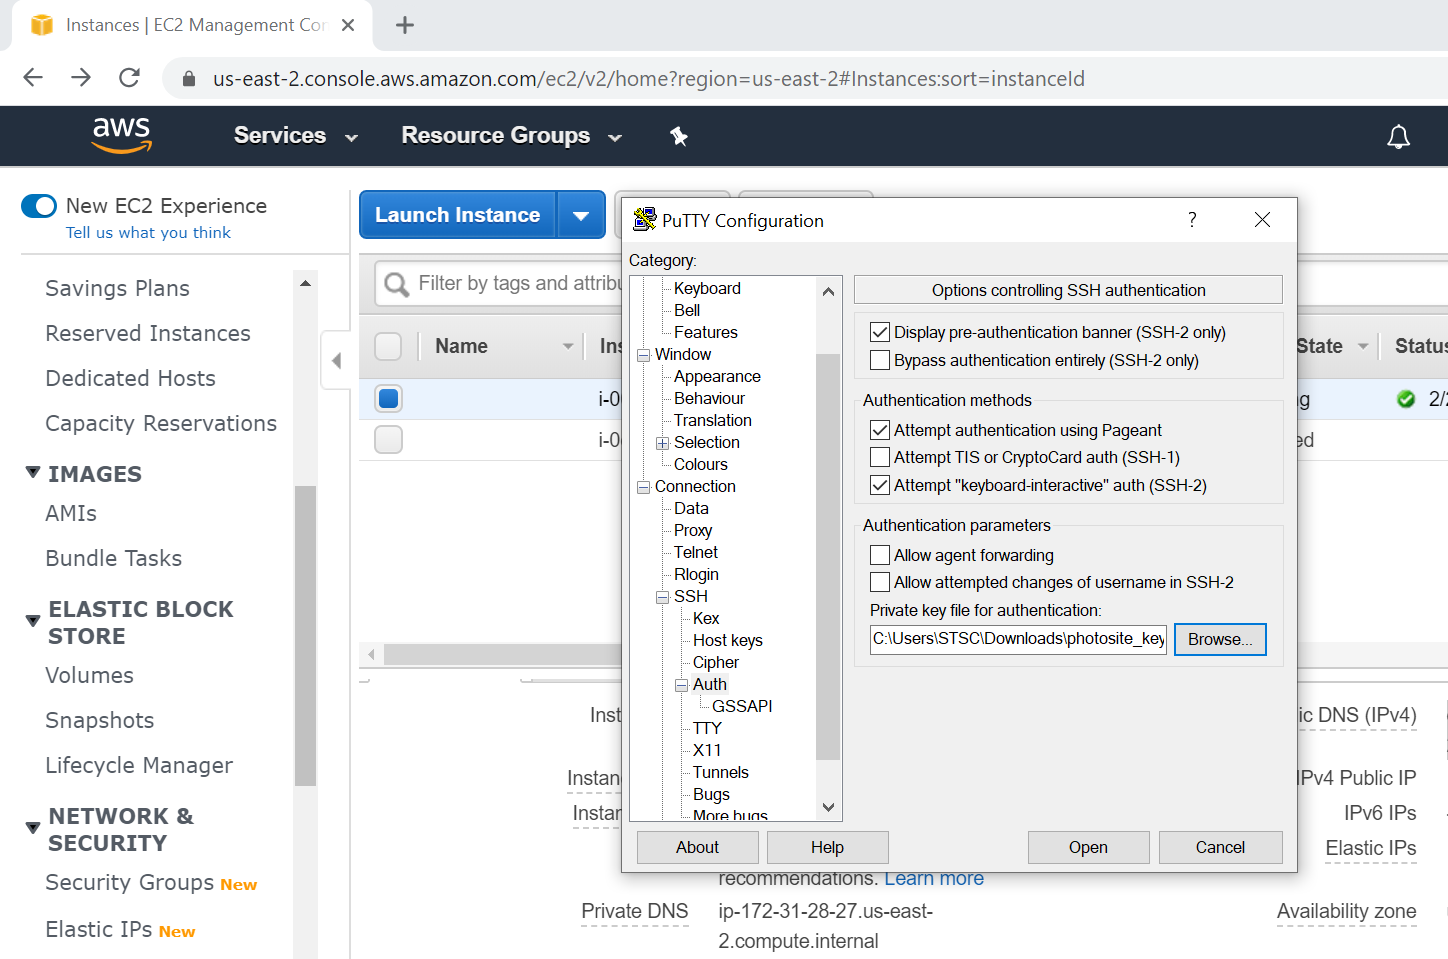 Instances | EC2 Management Con
us-east-2.console.aws.amazon.com/ec2/v2/home?region=us-east-2#Instances:sort=instanceId
aws
Services
Resource Groups
New EC2 Experience
Tell us what you think
Savings Plans
Reserved Instances
Dedicated Hosts
Capacity Reservations
IMAGES
AMIs
Bundle Tasks
ELASTIC BLOCK
STORE
Volumes
Snapshots
Lifecycle Manager
NETWORK &
SECURITY
Security Groups New
Elastic IPs New
Launch Instance
Filter by tags and attribu
Name
Ins
State
Status
i-0
ng
2/2
i-0
ed
PuTTY Configuration
?
Category:
Keyboard
Bell
Features
Window
Appearance
Behaviour
Translation
Selection
Colours
Connection
Data
Proxy
Telnet
Rlogin
SSH
Kex
Host keys
Cipher
Auth
GSSAPI
TTY
X11
Tunnels
Bugs
More bugs
Options controlling SSH authentication
Display pre-authentication banner (SSH-2 only)
Bypass authentication entirely (SSH-2 only)
Authentication methods
Attempt authentication using Pageant
Attempt TIS or CryptoCard auth (SSH-1)
Attempt "keyboard-interactive" auth (SSH-2)
Authentication parameters
Allow agent forwarding
Allow attempted changes of username in SSH-2
Private key file for authentication:
C:\Users\STSC\Downloads\photosite_key
Browse...
About
Help
Open
Cancel
Inst
Instan
Instan
ic DNS (IPv4)
IPv4 Public IP
IPv6 IPs
Elastic IPs
recommendations. Learn more
Private DNS
ip-172-31-28-27.us-east-
2.compute.internal
Availability zone